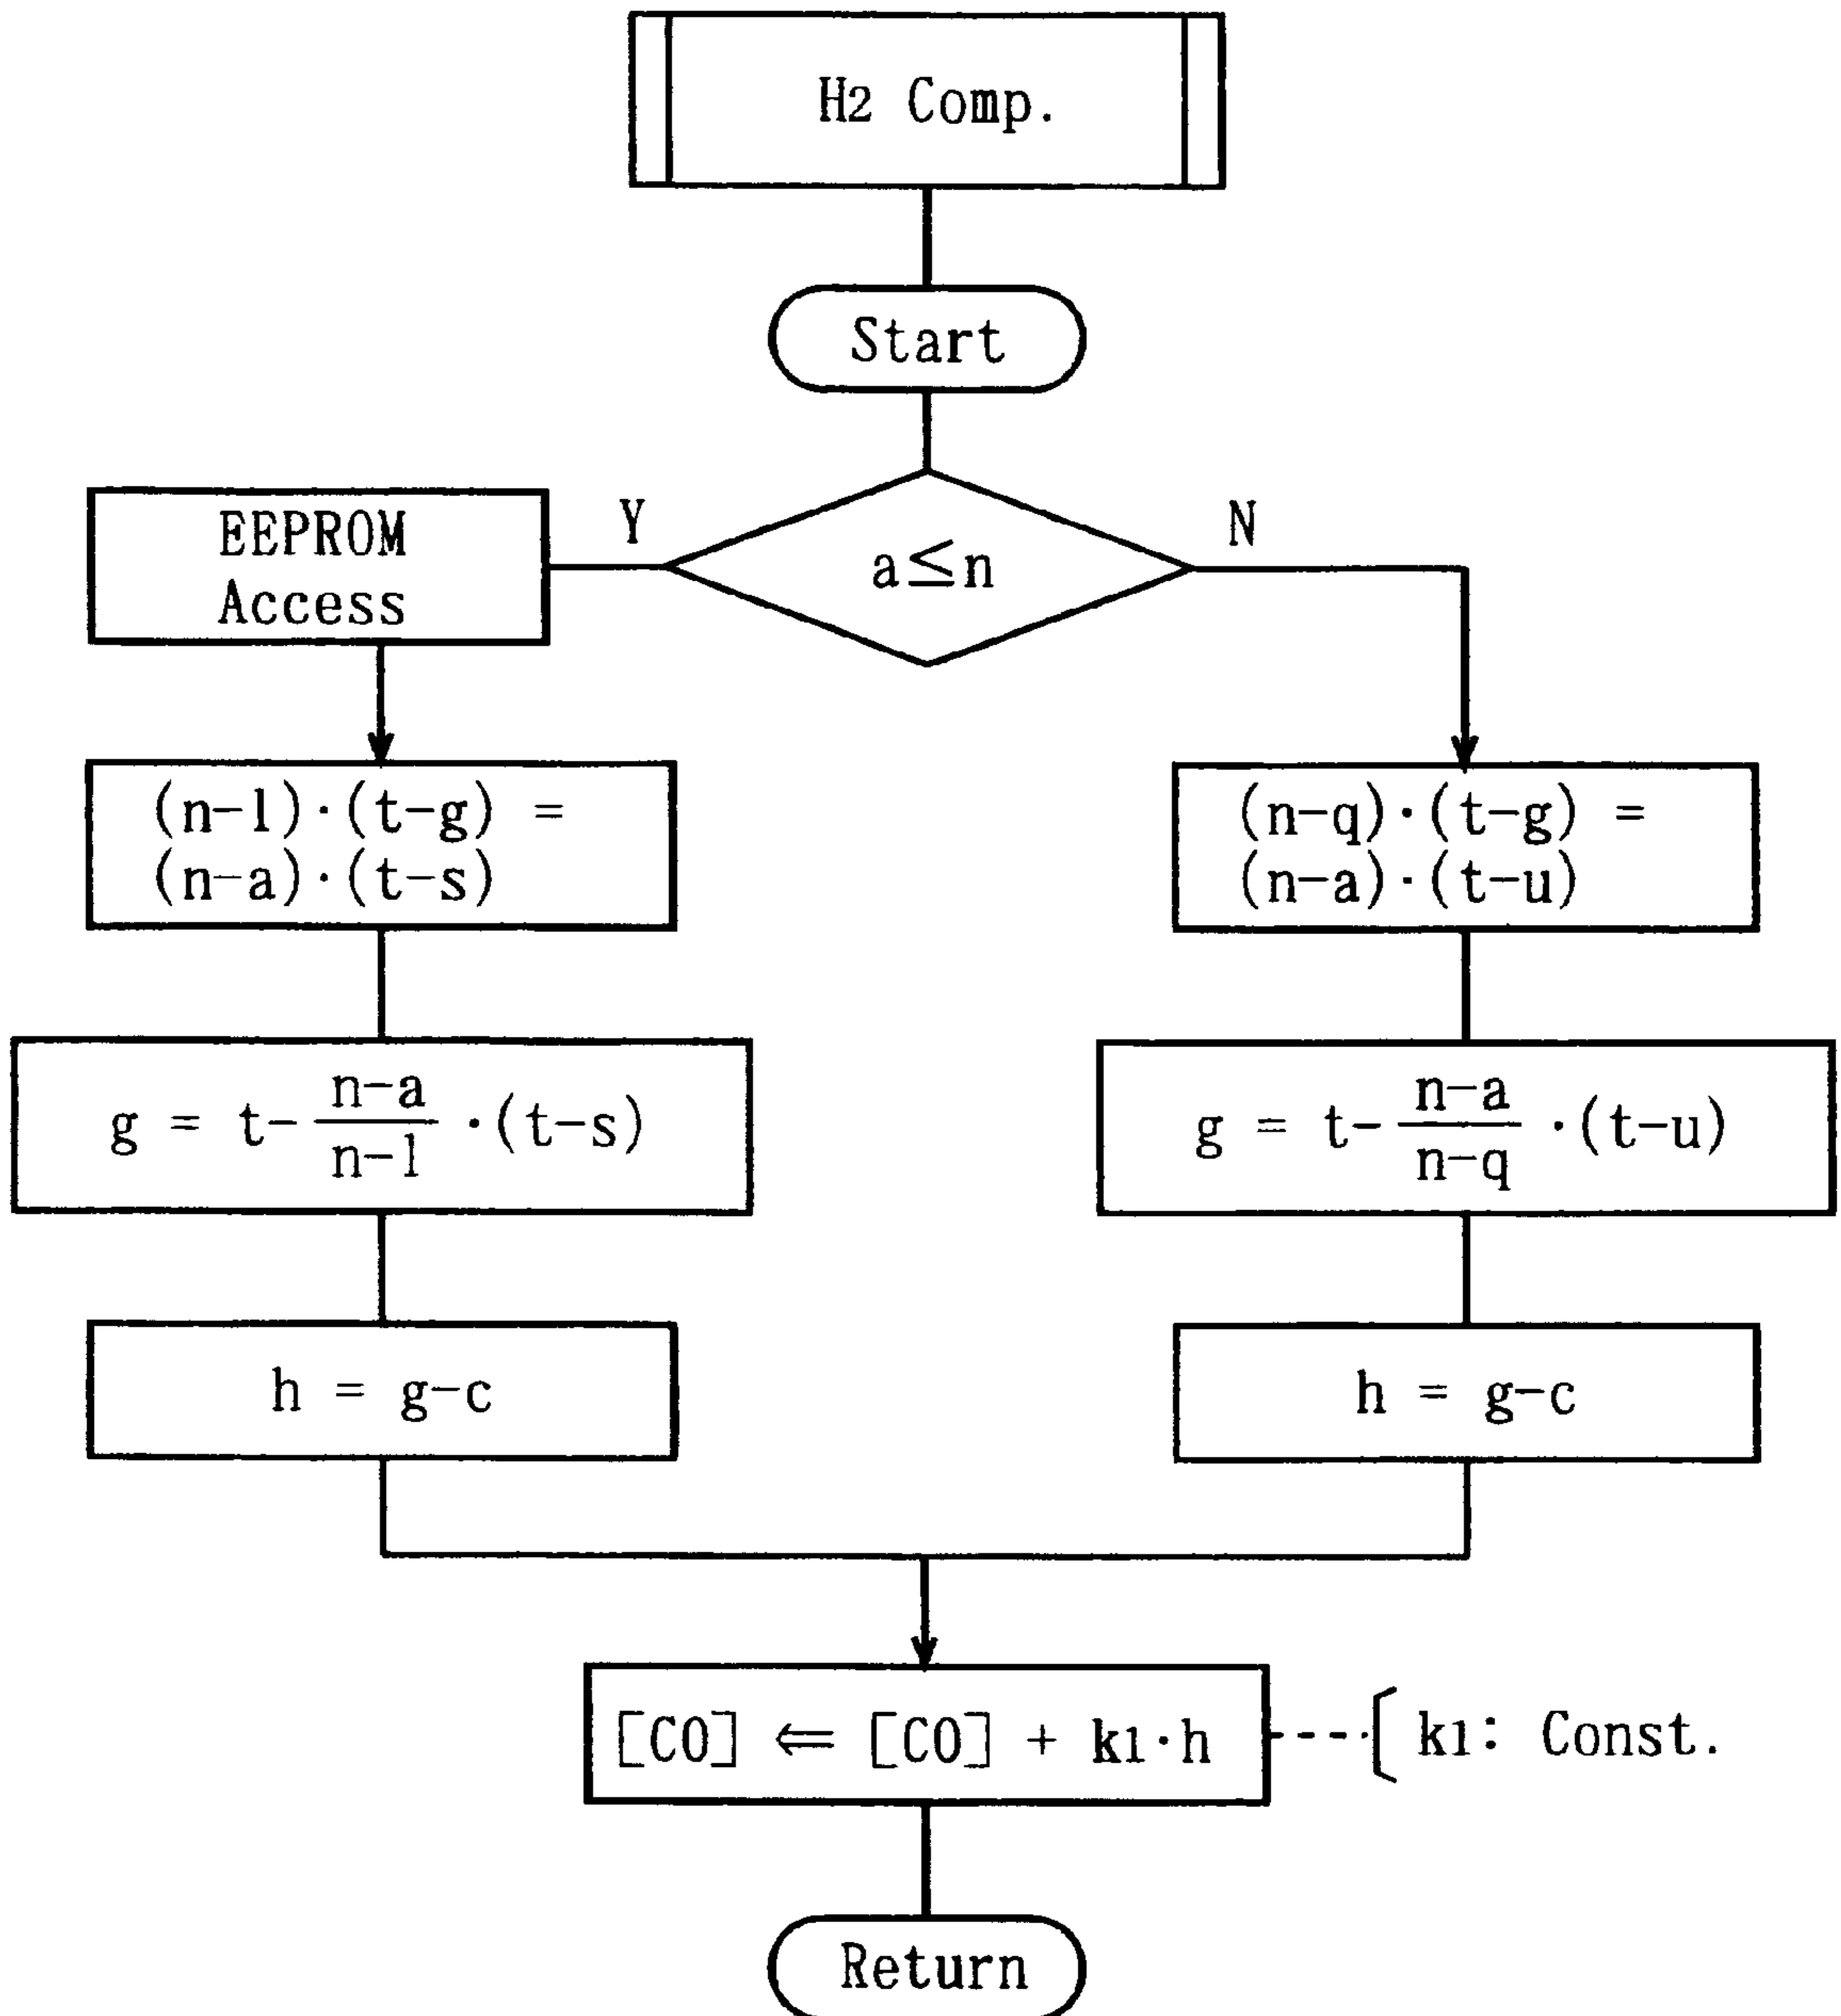 H2 Comp.
Start
Y
N
a≤n
EEPROM
Access
(n-l)·(t-g) =
(n-a)·(t-s)
(n-q)·(t-g) =
(n-a)·(t-u)
g = t- n-a / n-l ·(t-s)
g = t- n-a / n-q ·(t-u)
h = g-c
h = g-c
[CO] ⇐ [CO] + k1·h
k1: Const.
Return